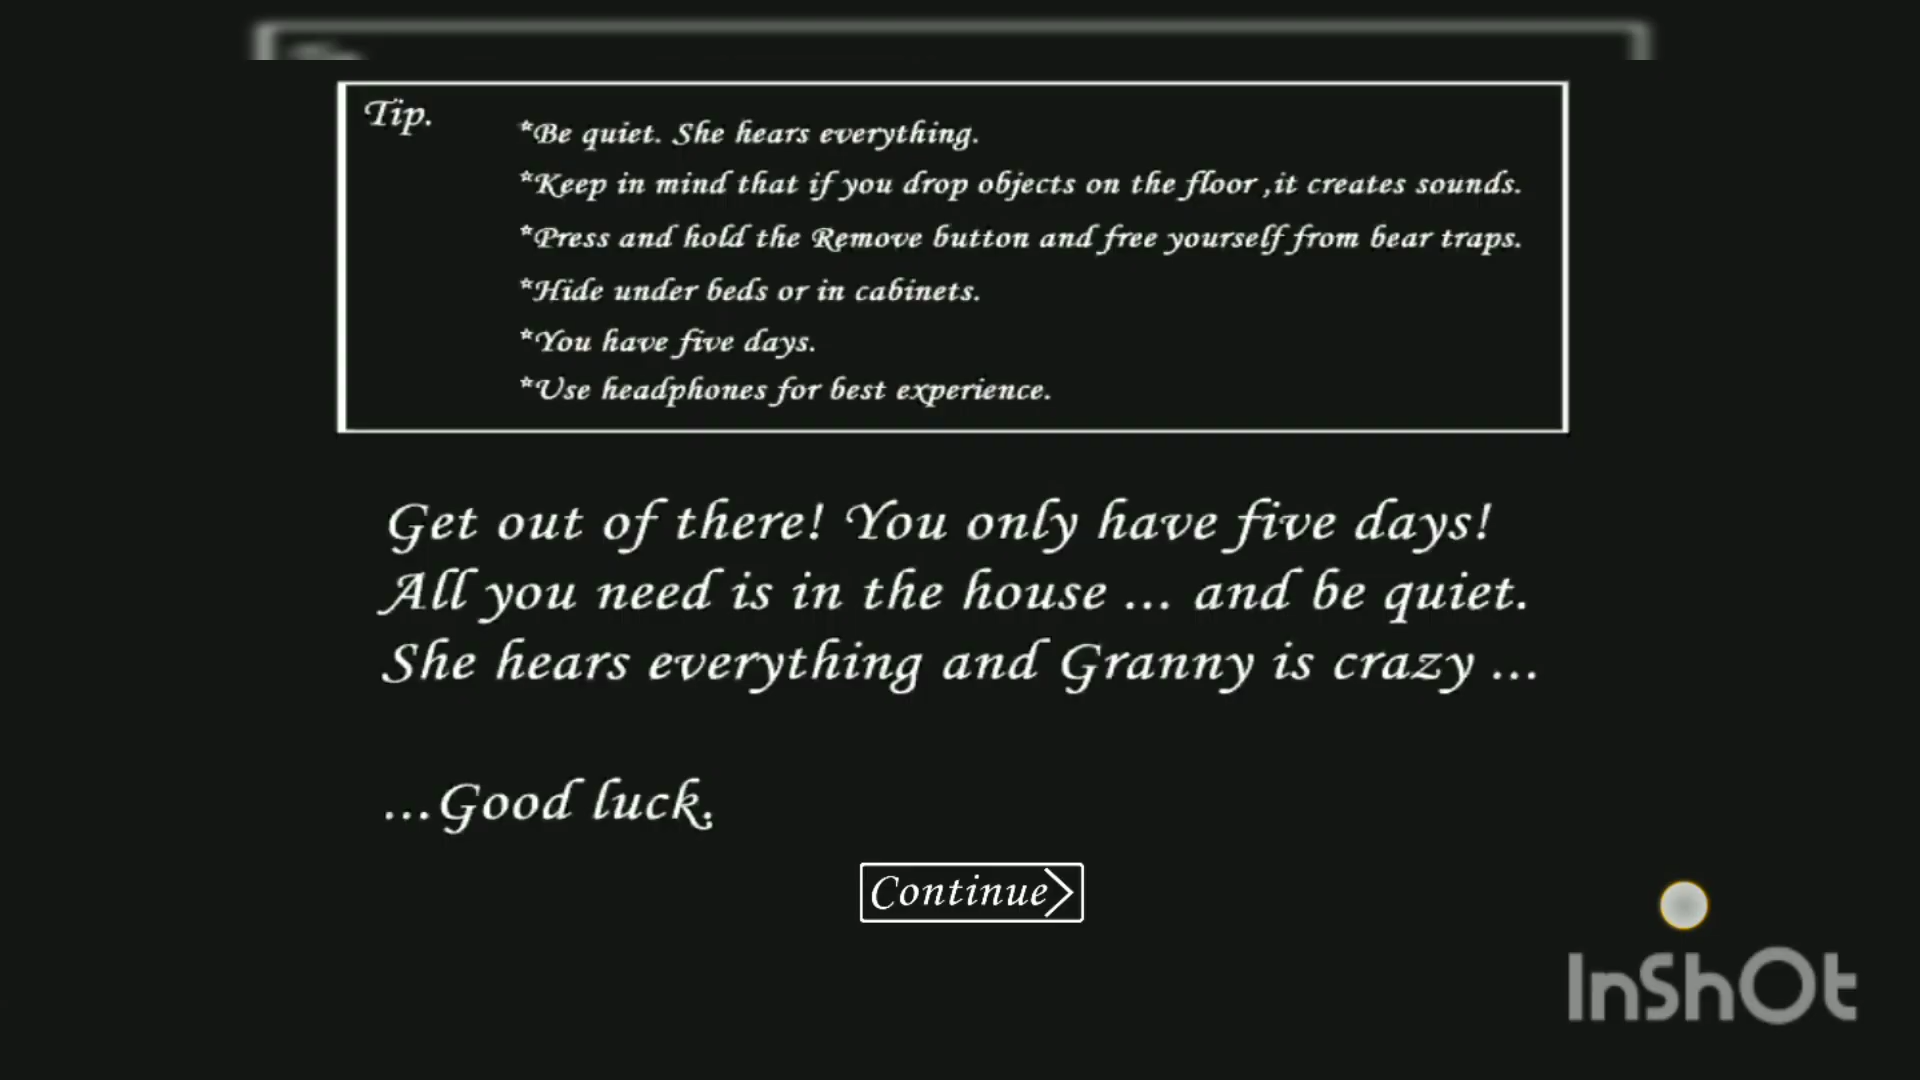 Tip.
*Be quiet. She hears everything.
*Keep in mind that if you drop objects on the floor ,it creates sounds.
*Press and hold the Remove button and free yourself from bear traps.
*Hide under beds or in cabinets.
*You have five days.
*Use headphones for best experience.
Get out of there! You only have five days!
All you need is in the house ... and be quiet.
She hears everything and Granny is crazy ...
...Good luck.
Continue>
InShOt